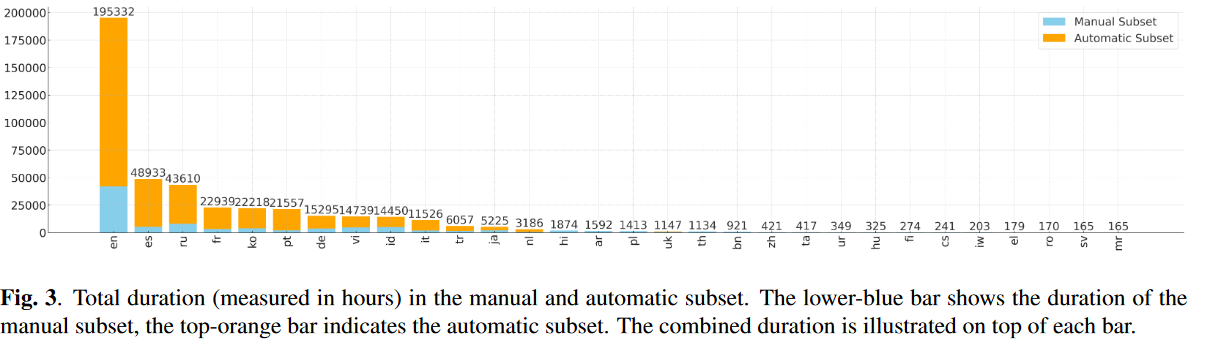 200000
175000
150000
125000
100000
75000
50000
25000
0
195332
48933
43610
22939
22218
21557
15295
14739
14450
11526
6057
5225
3186
1874
1592
1413
1147
1134
921
421
417
349
325
274
241
203
179
170
165
165
en
es
ru
fr
ko
pt
de
vi
id
it
tr
ja
nl
hi
ar
pl
uk
th
bn
zh
ta
ur
hu
fi
cs
iw
el
ro
sv
mr
Manual Subset
Automatic Subset
Fig. 3. Total duration (measured in hours) in the manual and automatic subset. The lower-blue bar shows the duration of the
manual subset, the top-orange bar indicates the automatic subset. The combined duration is illustrated on top of each bar.